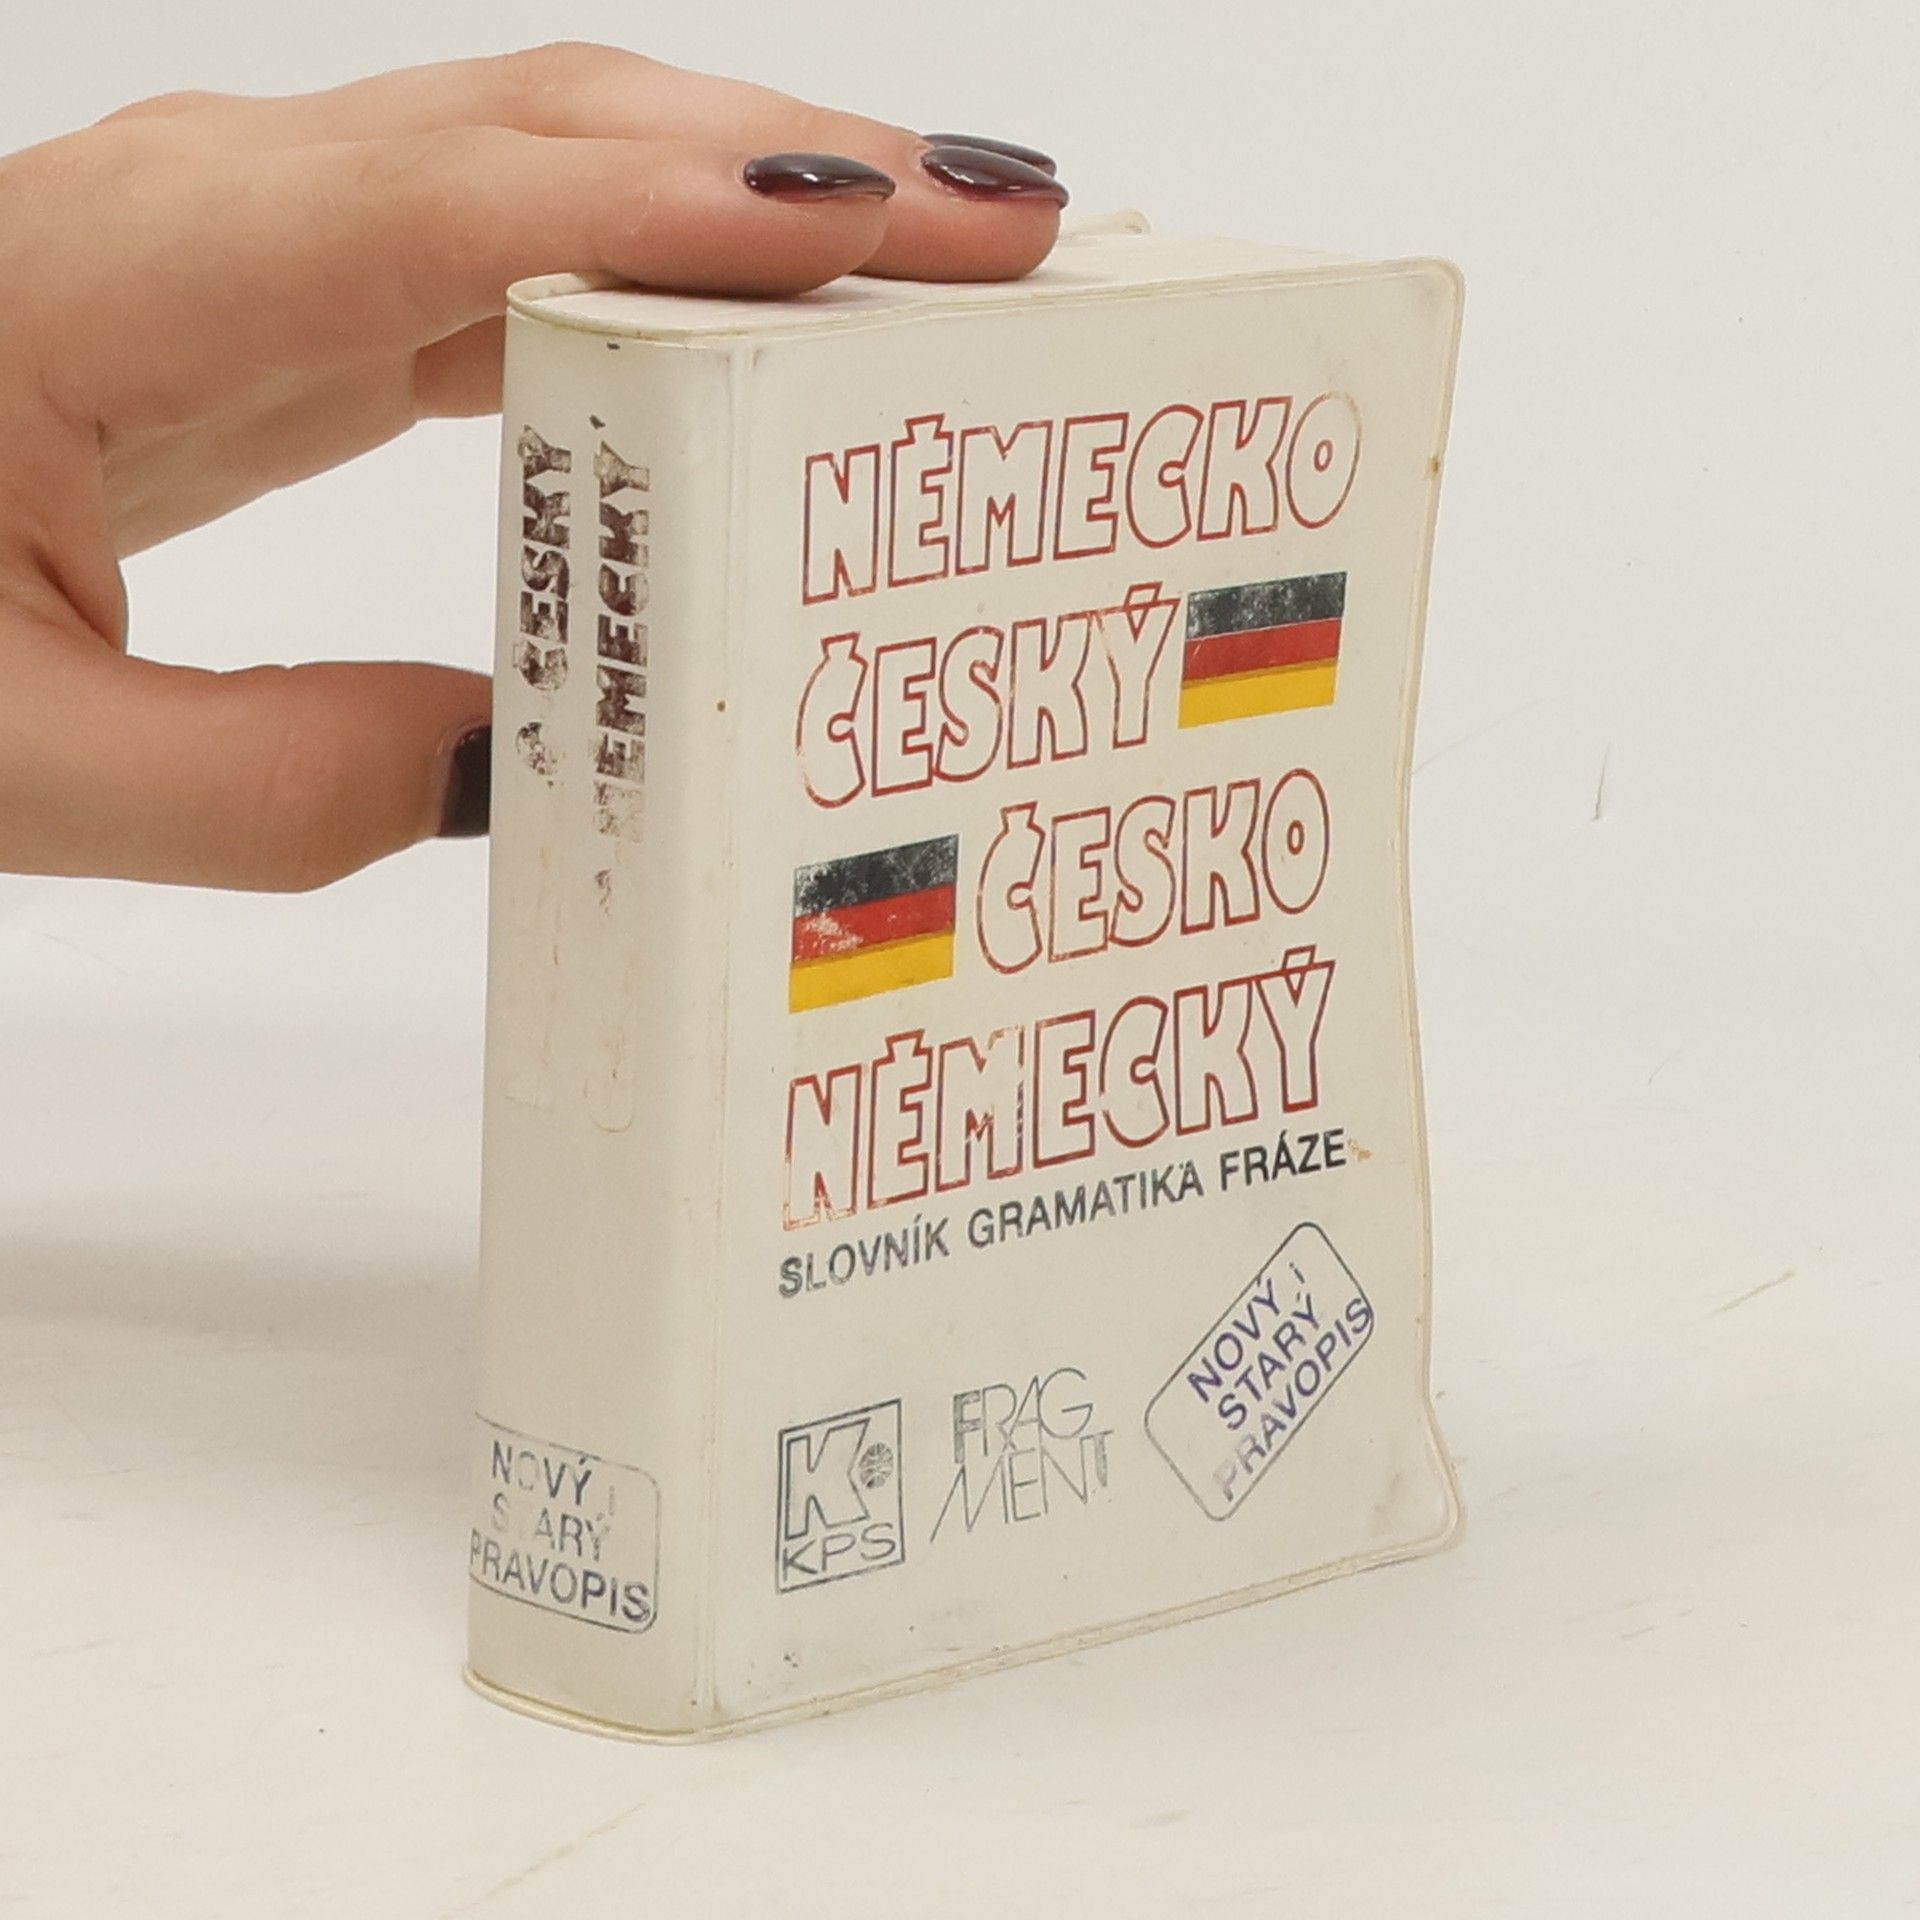 ČESKÝ
NĚMECKÝ
NOVÝ i
STARÝ
PRAVOPIS
NĚMECKO
ČESKÝ
ČESKO
NĚMECKÝ
SLOVNÍK GRAMATIKA FRÁZE
K
KPS
FRAG
MENT
NOVÝ i
STARÝ
PRAVOPIS